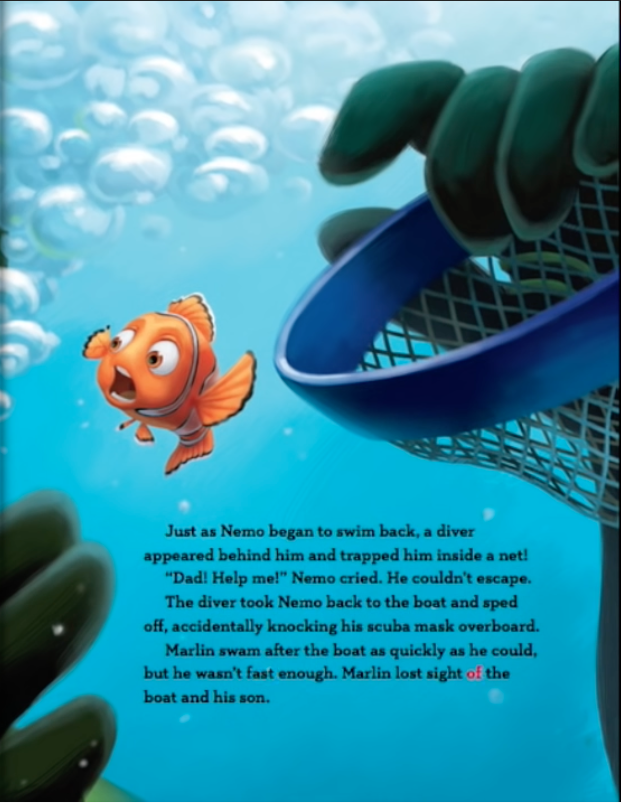 Just as Nemo began to swim back, a diver
appeared behind him and trapped him inside a net!
“Dad! Help me!” Nemo cried. He couldn't escape.
The diver took Nemo back to the boat and sped
off, accidentally knocking his scuba mask overboard.
Marlin swam after the boat as quickly as he could,
but he wasn't fast enough. Marlin lost sight of the
boat and his son.